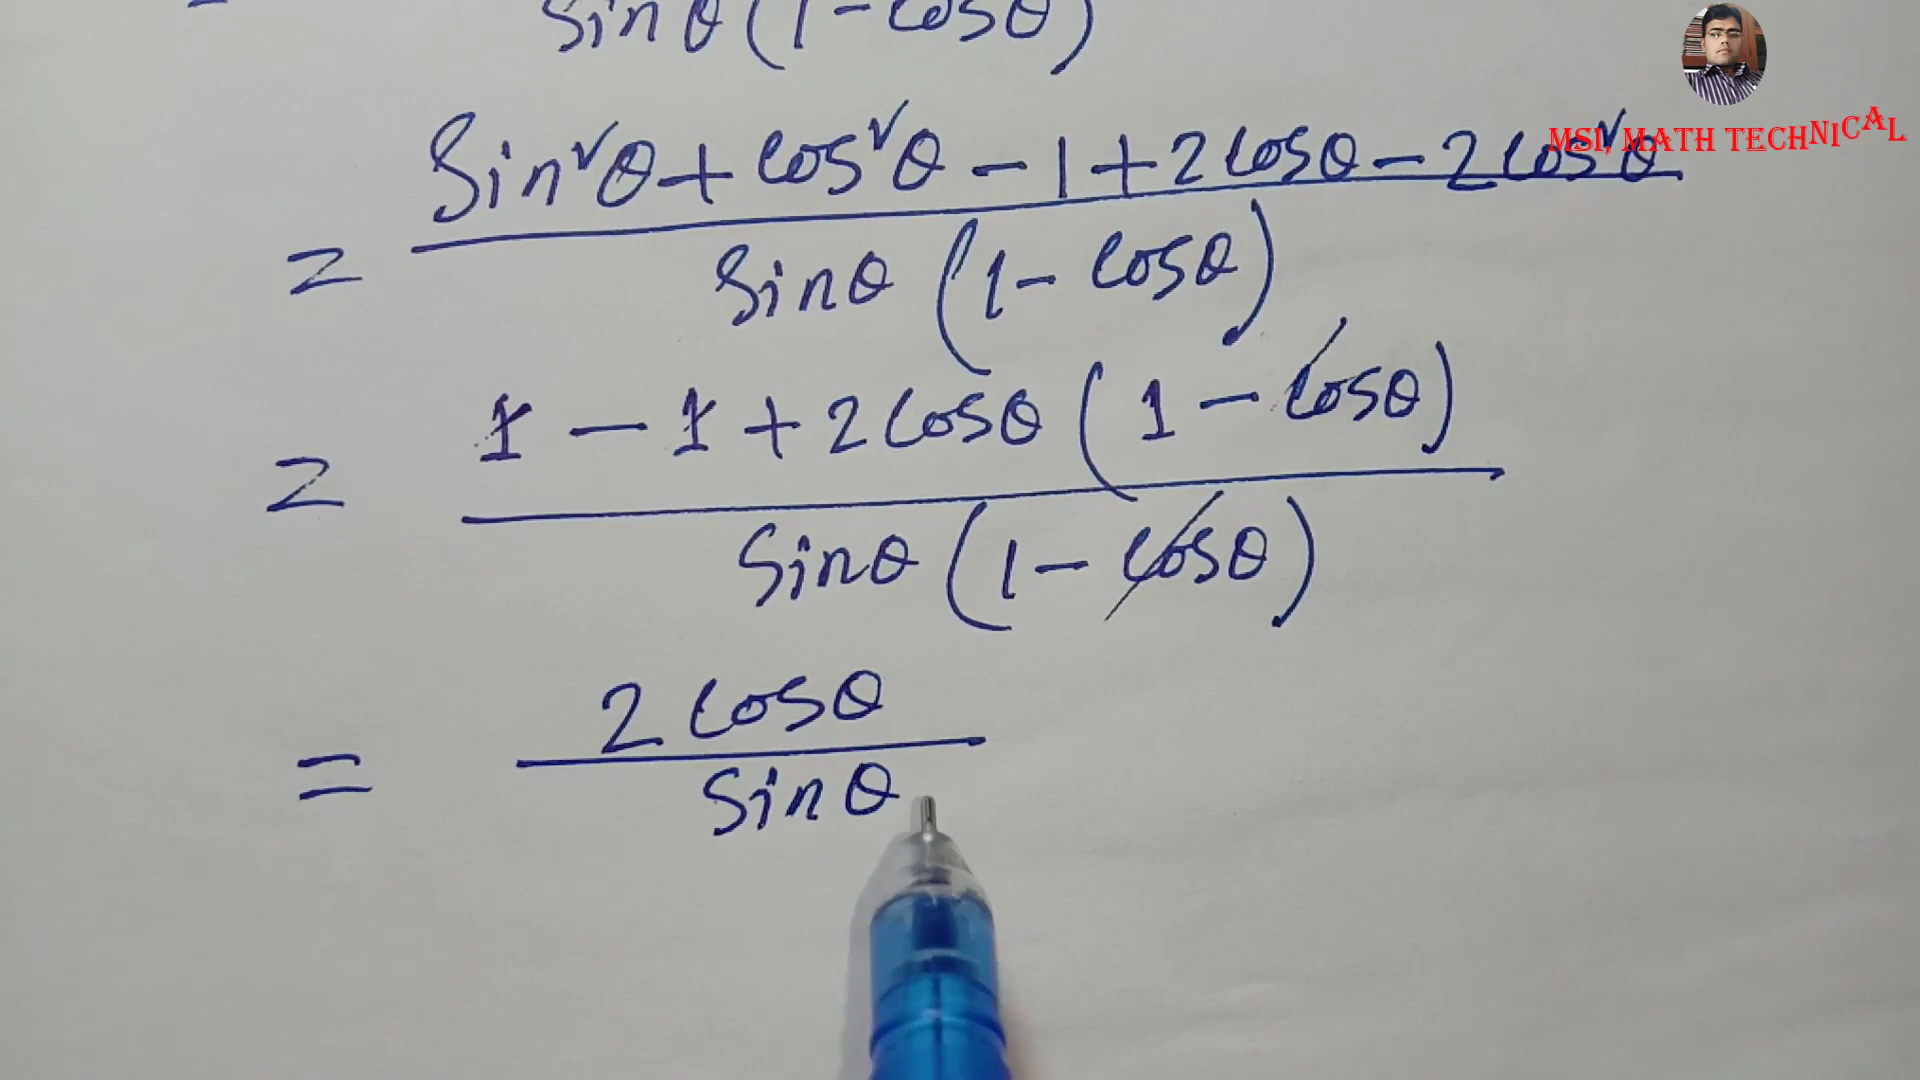 sinθ(1-cosθ)
MSI, MATH TECHNICAL
= sin²θ+cos²θ-1+2cosθ-2cos²θ
sinθ(1-cosθ)
= 1-1+2cosθ(1-cosθ)
sinθ(1-cosθ)
= 2cosθ
sinθ